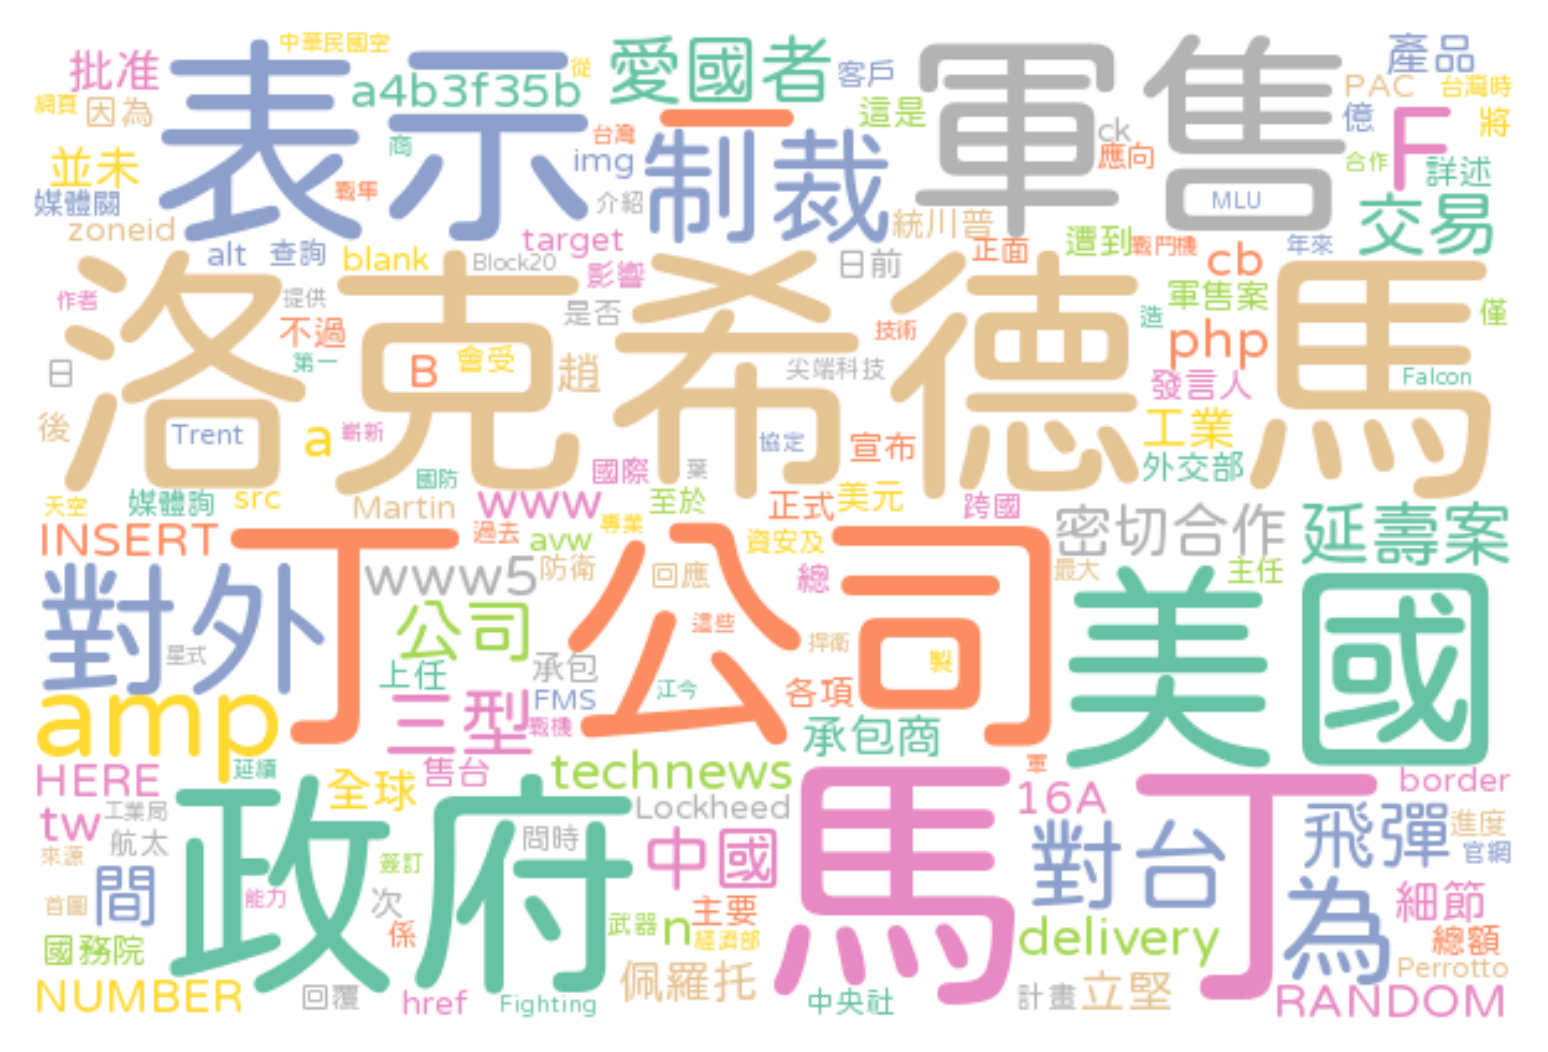 中華民國空
批准
表示
a4b3f35b
從
愛國者
客戶
軍售
產品
PAC
台灣時
網頁
因為
一
這是
億
F
將
商
台灣
制裁
ck
應向
合作
詳述
並未
戰隼
img
MLU
媒體關
介紹
統川普
交易
zoneid
target
遭到
戰鬥機
年來
alt
查詢
blank
Block20
影響
日前
正面
cb
作者
提供
洛克希德馬
是否
軍售案
造
僅
不過
技術
php
第一
B
會受
趙
尖端科技
發言人
Falcon
日
後
Trent
a
嶄新
協定
宣布
工業
國防
國際
葉
外交部
天空
媒體詢
src
Martin
www
至於
正式
美元
跨國
INSERT
丁公司
過去
avw
專業
資安及
密切合作
延壽案
對外
www5
防衛
回應
總
最大
主任
美國
公司
這些
捍衛
製
星式
上任
承包
江今
各項
amp
三型
FMS
戰機
承包商
HERE
延續
全球
售台
technews
軍
馬丁
16A
border
tw
工業局
政府
Lockheed
航太
問時
中國
對台
飛彈
進度
官網
來源
間
簽訂
能力
次
首圖
係
武器
n
主要
經濟部
delivery
為
細節
總額
國務院
佩羅托
Perrotto
NUMBER
回覆
href
Fighting
中央社
計畫
立堅
RANDOM